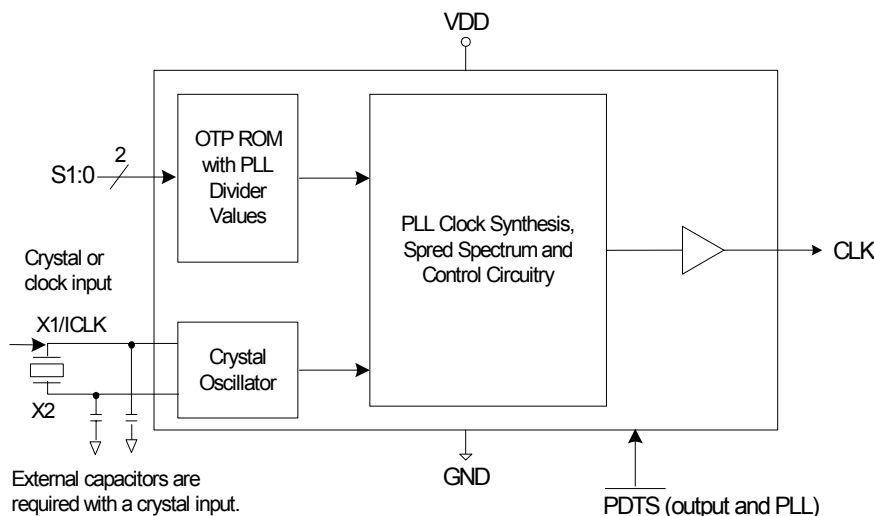 VDD
OTP ROM
with PLL
Divider
Values
2
S1:0
PLL Clock Synthesis,
Spred Spectrum and
Control Circuitry
CLK
Crystal or
clock input
X1/ICLK
Crystal
Oscillator
X2
External capacitors are
required with a crystal input.
GND
PDTS (output and PLL)